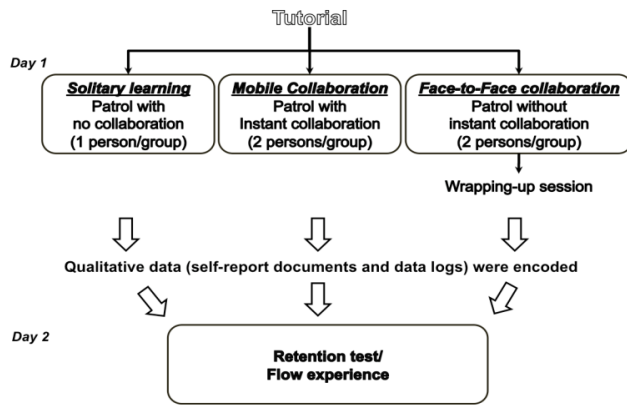 Tutorial
Day 1
Solitary learning
Patrol with
no collaboration
(1 person/group)
Mobile Collaboration
Patrol with
Instant collaboration
(2 persons/group)
Face-to-Face collaboration
Patrol without
instant collaboration
(2 persons/group)
Wrapping-up session
Qualitative data (self-report documents and data logs) were encoded
Day 2
Retention test/
Flow experience